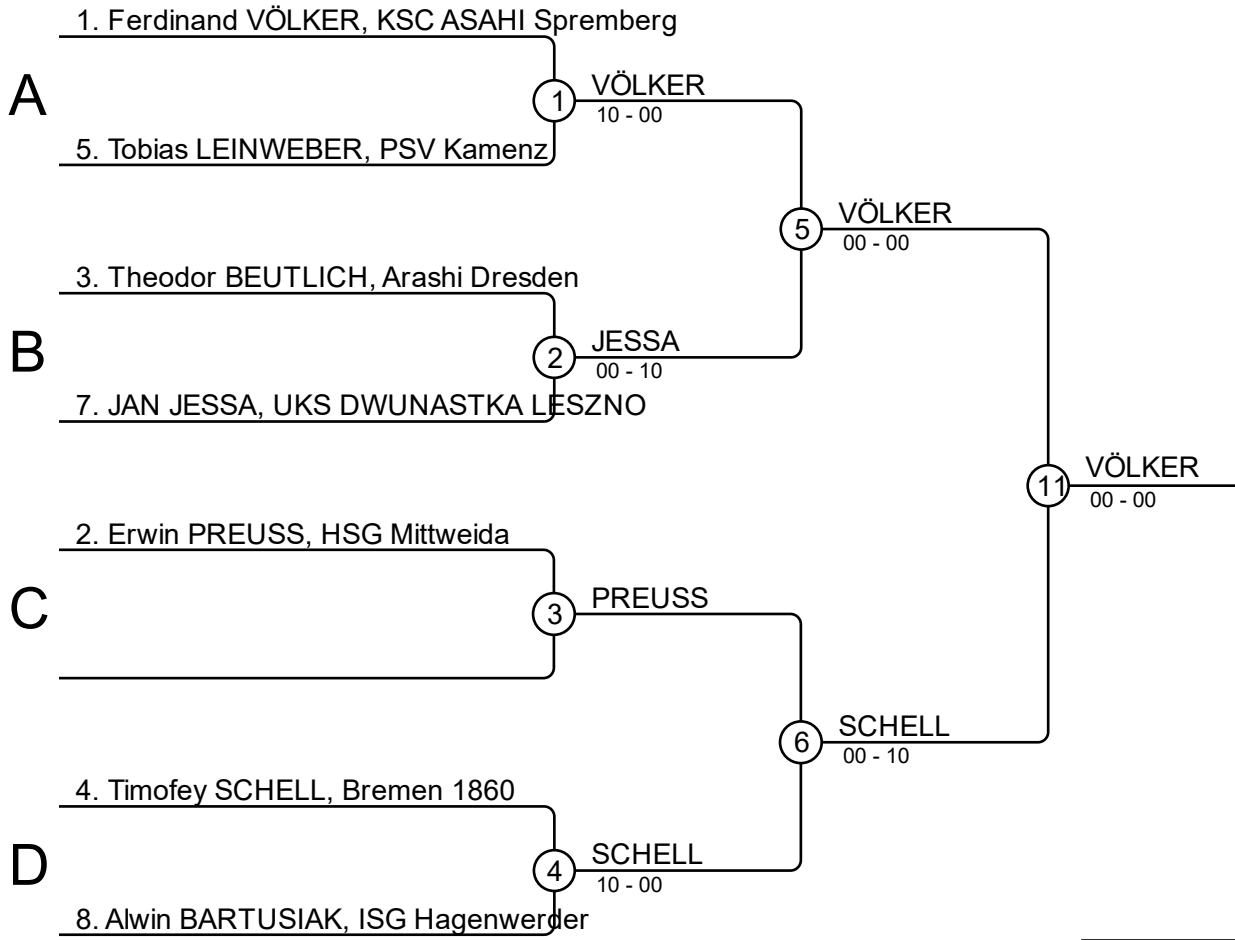 1. Ferdinand VÖLKER, KSC ASAHI Spremberg
A
1
VÖLKER
10 - 00
5. Tobias LEINWEBER, PSV Kamenz
5
VÖLKER
00 - 00
3. Theodor BEUTLICH, Arashi Dresden
B
2
JESSA
00 - 10
7. JAN JESSA, UKS DWUNASTKA LESZNO
11
VÖLKER
00 - 00
2. Erwin PREUSS, HSG Mittweida
C
3
PREUSS
6
SCHELL
00 - 10
4. Timofey SCHELL, Bremen 1860
D
4
SCHELL
10 - 00
8. Alwin BARTUSIAK, ISG Hagenwerder